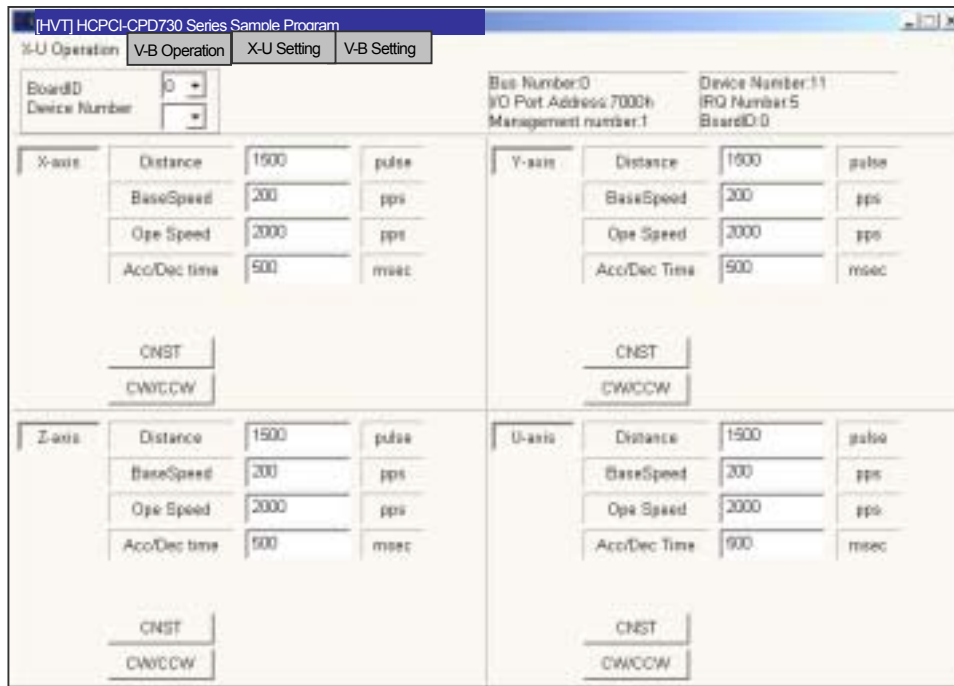 [HVT] HCPCI-CPD730 Series Sample Program
X-U Operation V-B Operation X-U Setting V-B Setting
BoardID 0
Device Number
Bus Number:0 Device Number:11
I/O Port Address:7000h IRQ Number:5
Management number:1 BoardID:0
X-axis Distance 1500 pulse
BaseSpeed 200 pps
Ope Speed 2000 pps
Acc/Dec time 500 msec
CNST
CW/CCW
Y-axis Distance 1500 pulse
BaseSpeed 200 pps
Ope Speed 2000 pps
Acc/Dec Time 500 msec
CNST
CW/CCW
Z-axis Distance 1500 pulse
BaseSpeed 200 pps
Ope Speed 2000 pps
Acc/Dec time 500 msec
CNST
CW/CCW
U-axis Distance 1500 pulse
BaseSpeed 200 pps
Ope Speed 2000 pps
Acc/Dec Time 500 msec
CNST
CW/CCW